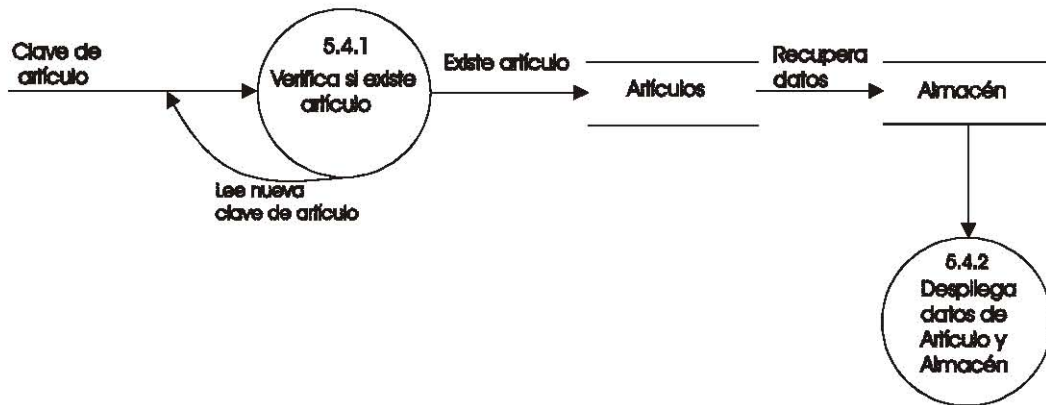 Clave de
artículo
5.4.1
Verifica si existe
artículo
Existe artículo
Artículos
Recupera
datos
Almacén
Lee nueva
clave de artículo
5.4.2
Despliega
datos de
Artículo y
Almacén